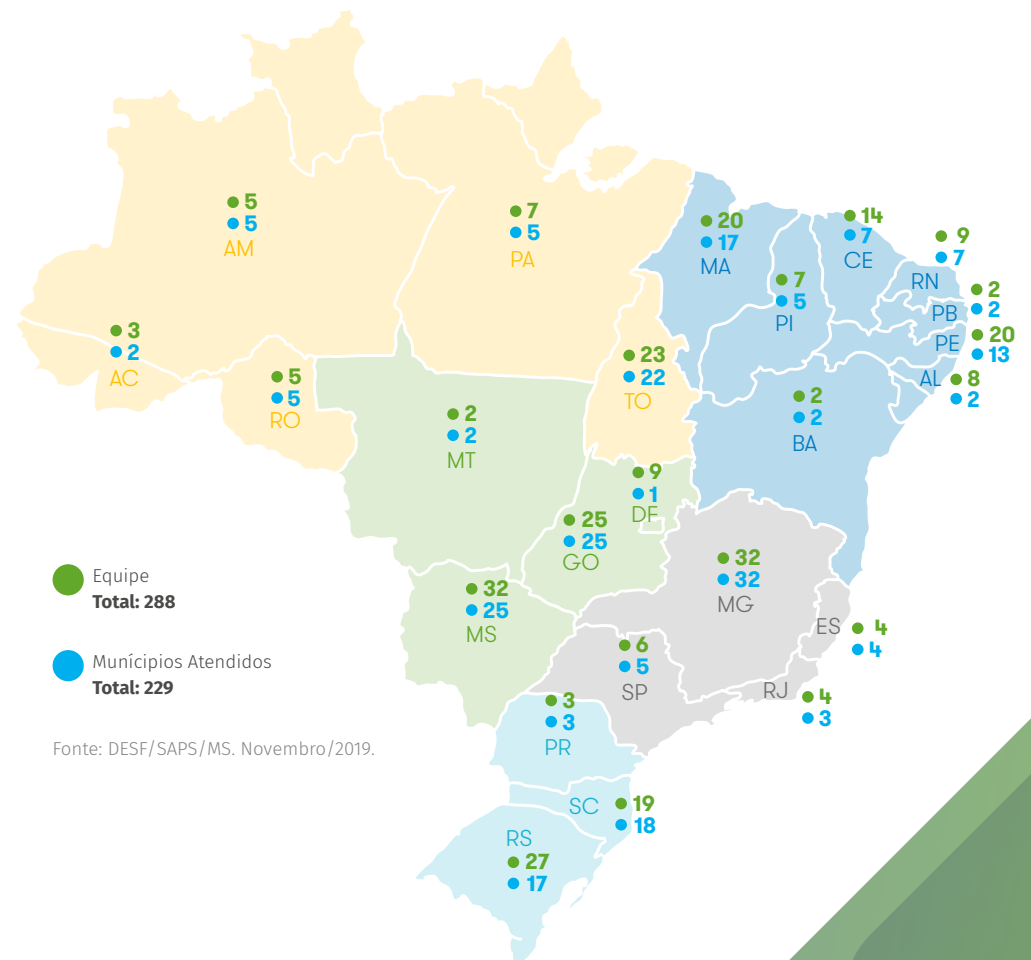 5
5
AM
7
5
PA
20
17
MA
14
7
CE
9
7
RN
7
5
PI
2
2
PB
20
13
PE
8
2
AL
3
2
AC
5
5
RO
23
22
TO
2
2
BA
2
2
MT
9
1
DF
25
25
GO
32
32
MG
32
25
MS
4
4
ES
6
5
SP
4
3
RJ
3
3
PR
19
18
SC
RS
27
17
Equipe
Total: 288
Munícipios Atendidos
Total: 229
Fonte: DESF/SAPS/MS. Novembro/2019.